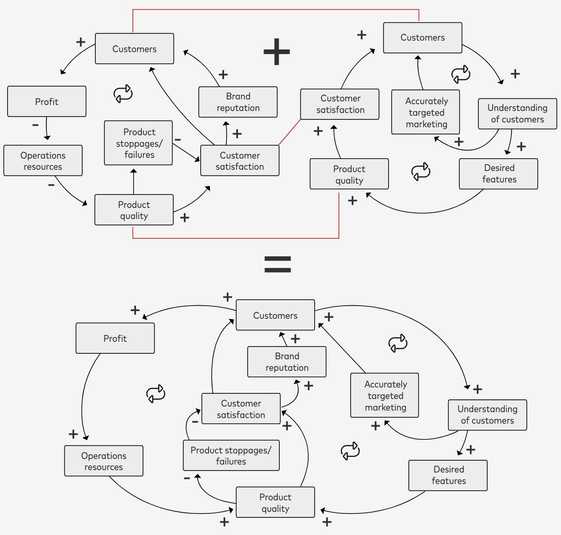 Customers
Profit
Brand
reputation
Product
stoppages/
failures
Operations
resources
Customer
satisfaction
Product
quality
+
+
-
-
-
+
+
+
+
Customers
Customer
satisfaction
Accurately
targeted
marketing
Understanding
of customers
Product
quality
Desired
features
+
+
+
+
+
+
=
Customers
Profit
Brand
reputation
Accurately
targeted
marketing
Customer
satisfaction
Understanding
of customers
Operations
resources
Product stoppages/
failures
Desired
features
Product
quality
+
+
+
+
+
+
+
+
+
+
+
+
-
-